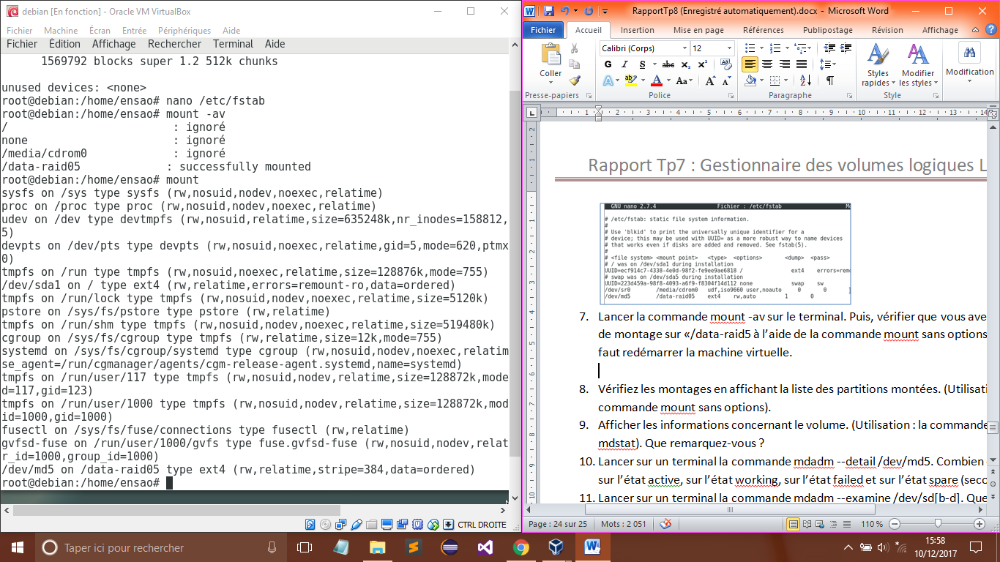 debian [En fonction] - Oracle VM VirtualBox
Fichier Machine Écran Entrée Périphériques Aide
Fichier Édition Affichage Rechercher Terminal Aide
1569792 blocks super 1.2 512k chunks
unused devices: <none>
root@debian:/home/ensao# nano /etc/fstab
root@debian:/home/ensao# mount -av
/ : ignoré
none : ignoré
/media/cdrom0 : ignoré
/data-raid05 : successfully mounted
root@debian:/home/ensao# mount
sysfs on /sys type sysfs (rw,nosuid,nodev,noexec,relatime)
proc on /proc type proc (rw,nosuid,nodev,noexec,relatime)
udev on /dev type devtmpfs (rw,nosuid,relatime,size=635248k,nr_inodes=158812,
5)
devpts on /dev/pts type devpts (rw,nosuid,noexec,relatime,gid=5,mode=620,ptmx
0)
tmpfs on /run type tmpfs (rw,nosuid,noexec,relatime,size=128876k,mode=755)
/dev/sda1 on / type ext4 (rw,relatime,errors=remount-ro,data=ordered)
tmpfs on /run/lock type tmpfs (rw,nosuid,nodev,noexec,relatime,size=5120k)
pstore on /sys/fs/pstore type pstore (rw,relatime)
tmpfs on /run/shm type tmpfs (rw,nosuid,nodev,noexec,relatime,size=519480k)
cgroup on /sys/fs/cgroup type tmpfs (rw,relatime,size=12k,mode=755)
systemd on /sys/fs/cgroup/systemd type cgroup (rw,nosuid,nodev,noexec,relatim
se_agent=/run/cgmanager/agents/cgm-release-agent.systemd,name=systemd)
tmpfs on /run/user/117 type tmpfs (rw,nosuid,nodev,relatime,size=128872k,mode
d=117,gid=123)
tmpfs on /run/user/1000 type tmpfs (rw,nosuid,nodev,relatime,size=128872k,mod
id=1000,gid=1000)
fusectl on /sys/fs/fuse/connections type fusectl (rw,relatime)
gvfsd-fuse on /run/user/1000/gvfs type fuse.gvfsd-fuse (rw,nosuid,nodev,relat
r_id=1000,group_id=1000)
/dev/md5 on /data-raid05 type ext4 (rw,relatime,stripe=384,data=ordered)
root@debian:/home/ensao#
CTRL DROITE
RapportTp8 (Enregistré automatiquement).docx - Microsoft Word
Fichier Accueil Insertion Mise en page Références Publipostage Révision Affichage
Calibri (Corps) 12
Coller
Styles rapides
Modifier les styles
Modification
Presse-papiers Police Paragraphe Style
Rapport Tp7 : Gestionnaire des volumes logiques L
GNU nano 2.7.4 Fichier : /etc/fstab
# /etc/fstab: static file system information.
#
# Use 'blkid' to print the universally unique identifier for a
# device; this may be used with UUID= as a more robust way to name devices
# that works even if disks are added and removed. See fstab(5).
#
# <file system> <mount point> <type> <options> <dump> <pass>
# / was on /dev/sda1 during installation
UUID=ecf914c7-4338-4e0d-98f2-fe9ee9ae6818 / ext4 errors=remo
# swap was on /dev/sda5 during installation
UUID=223d459a-98f8-4093-a6f9-f8304f14d112 none swap sw
/dev/sr0 /media/cdrom0 udf,iso9660 user,noauto 0 0
/dev/md5 /data-raid05 ext4 rw,auto 1 0
7. Lancer la commande mount -av sur le terminal. Puis, vérifier que vous ave
de montage sur «/data-raid5 à l’aide de la commande mount sans options
faut redémarrer la machine virtuelle.
8. Vérifiez les montages en affichant la liste des partitions montées. (Utilisati
commande mount sans options).
9. Afficher les informations concernant le volume. (Utilisation : la commande
mdstat). Que remarquez-vous ?
10. Lancer sur un terminal la commande mdadm --detail /dev/md5. Combien
sur l’état active, sur l’état working, sur l’état failed et sur l’état spare (seco
11. Lancer sur un terminal la commande mdadm --examine /dev/sd[b-d]. Que
Page : 24 sur 25 Mots : 2 051 110 %
Taper ici pour rechercher
15:58
10/12/2017